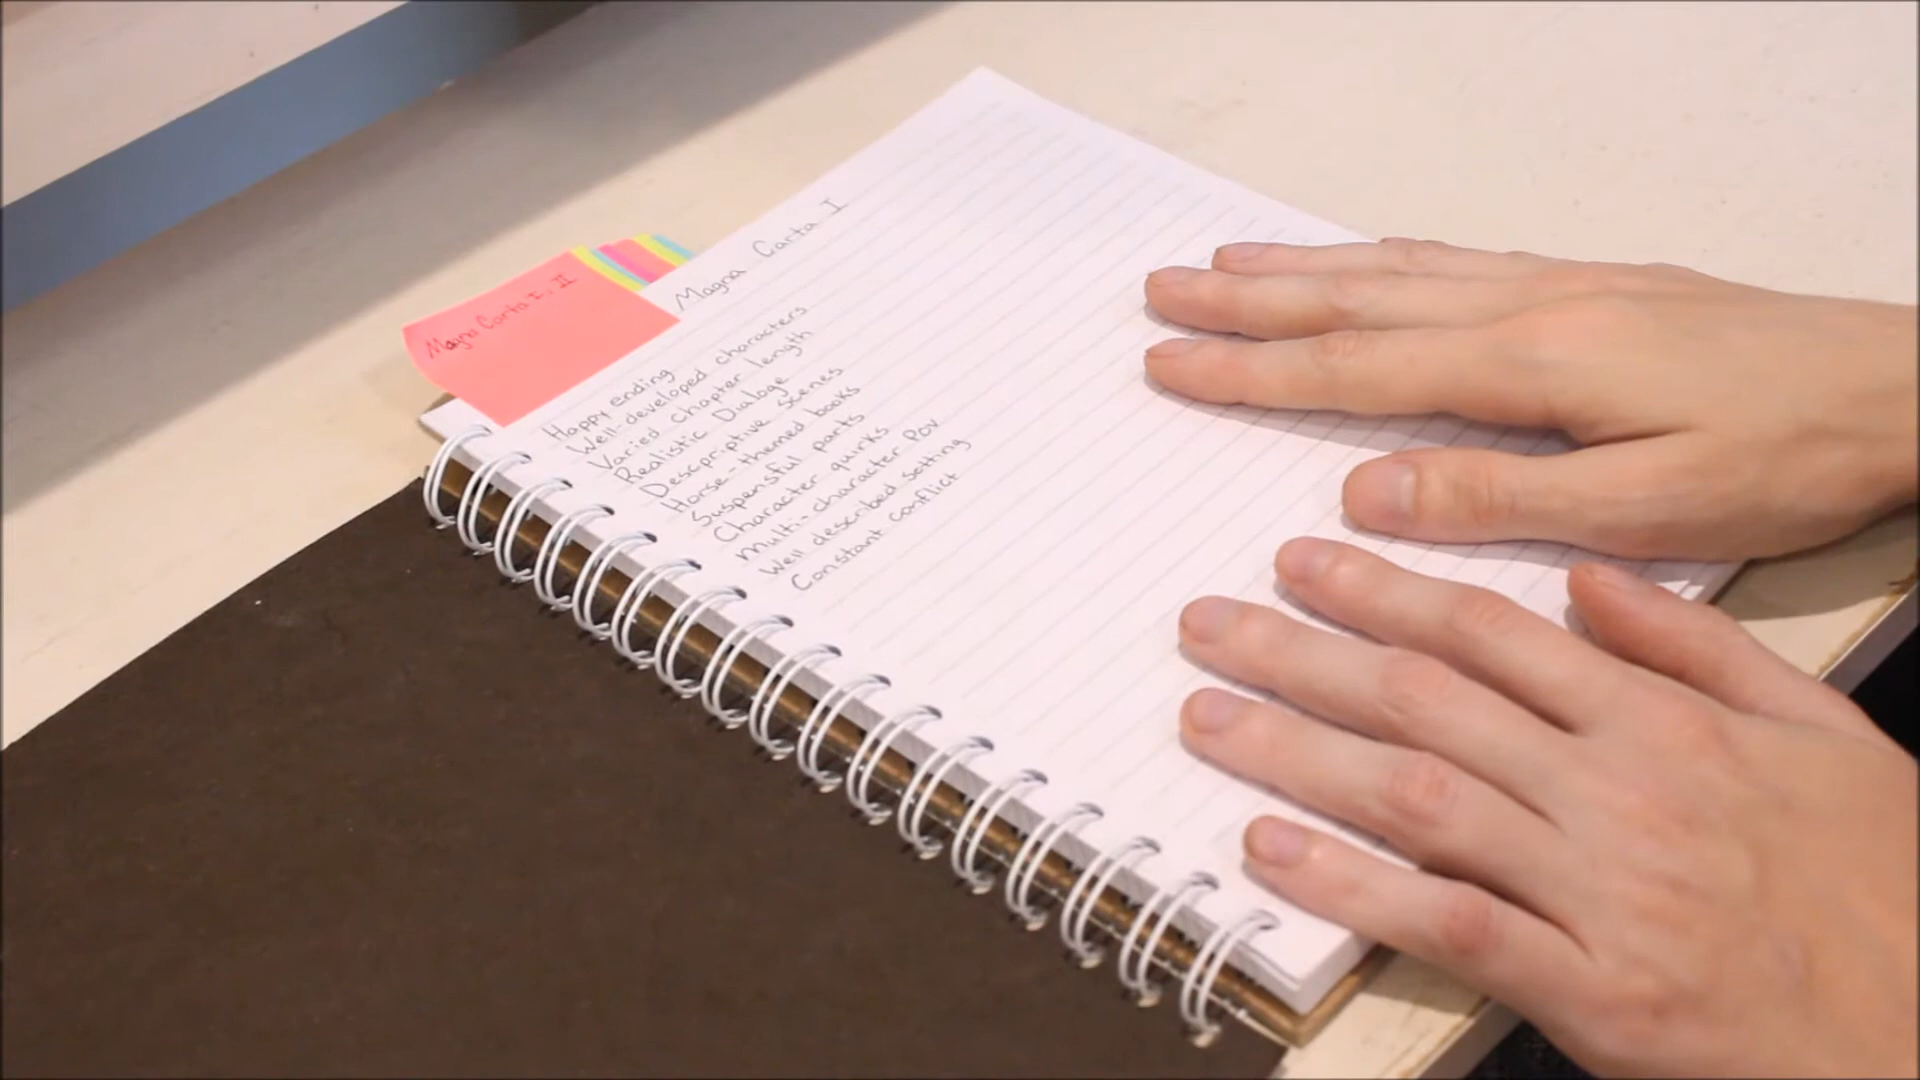 Magna Carta I, II
Magna Carta I
Happy ending
Well-developed characters
Varied chapter length
Realistic Dialoge
Descpriptive scenes
Horse-themed books
Suspensful parts
Character quirks
Multi-character POV
Well described setting
Constant conflict